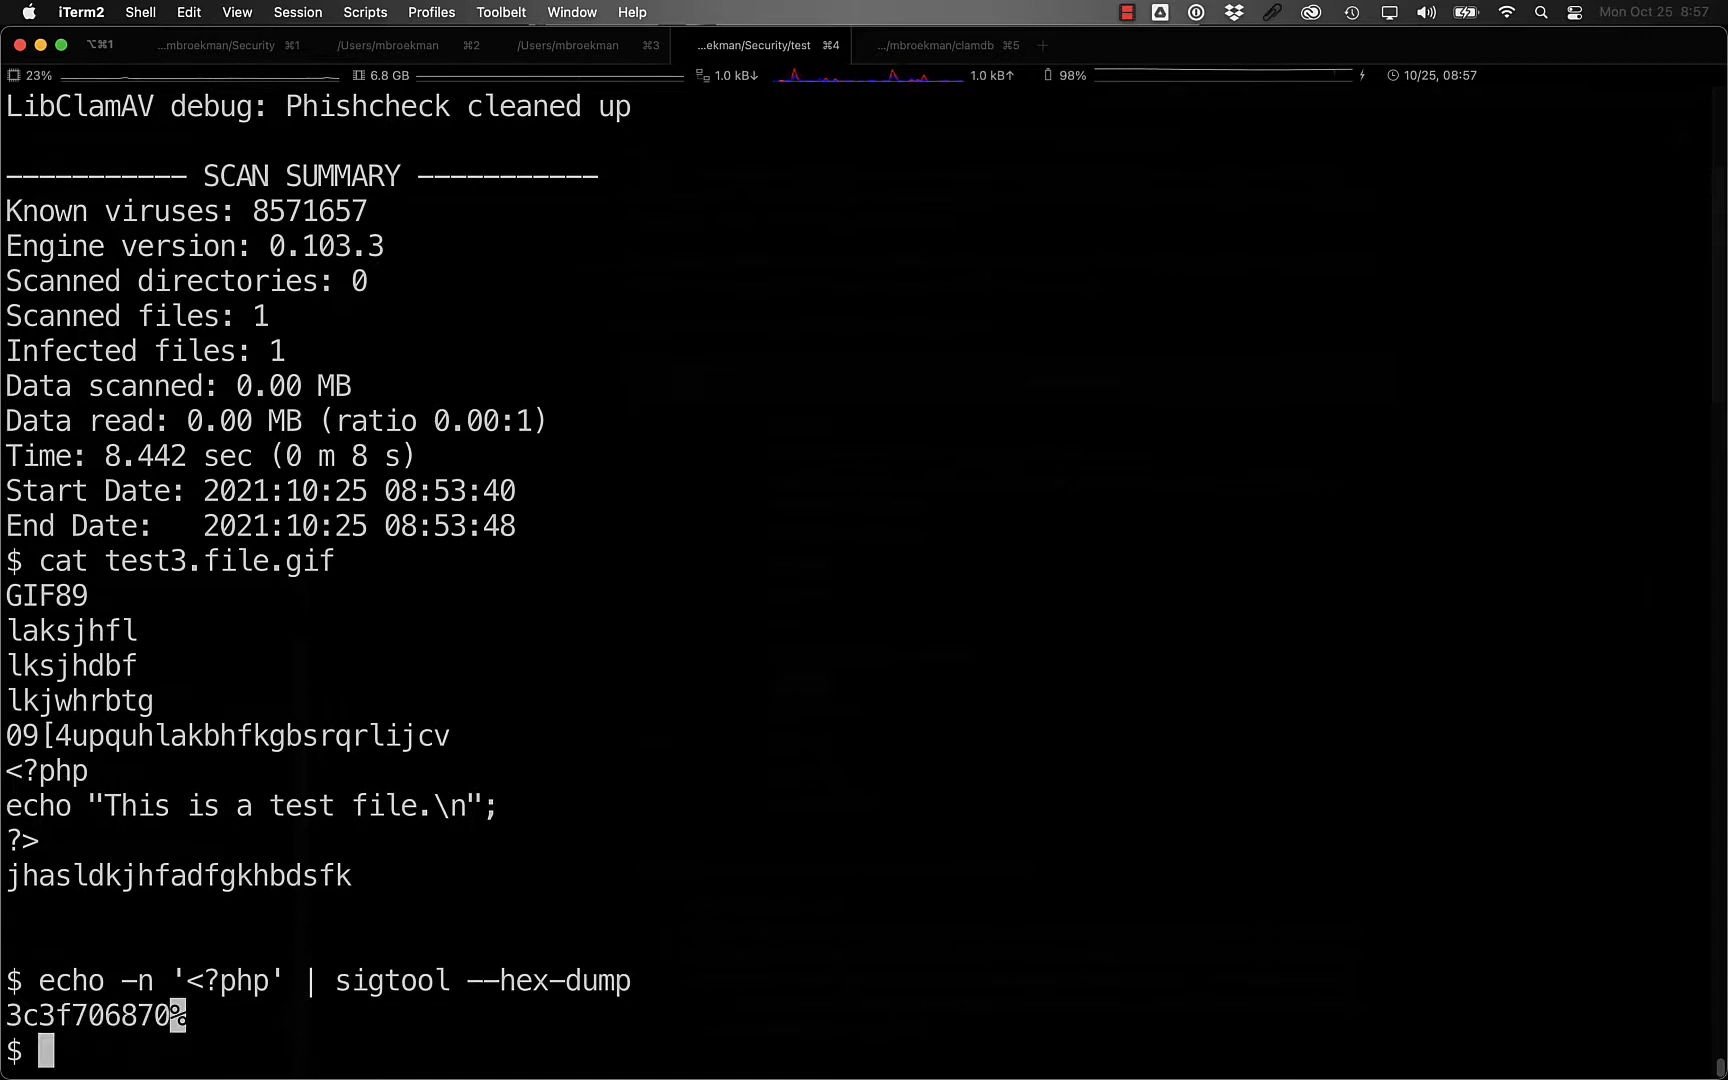 iTerm2 Shell Edit View Session Scripts Profiles Toolbelt Window Help Mon Oct 25 8:57
⌥⌘1 ...mbroekman/Security ⌘1 /Users/mbroekman ⌘2 /Users/mbroekman ⌘3 ...ekman/Security/test ⌘4 .../mbroekman/clamdb ⌘5 +
23% 6.8 GB 1.0 kB↓ 1.0 kB↑ 98% 10/25, 08:57
LibClamAV debug: Phishcheck cleaned up
----------- SCAN SUMMARY -----------
Known viruses: 8571657
Engine version: 0.103.3
Scanned directories: 0
Scanned files: 1
Infected files: 1
Data scanned: 0.00 MB
Data read: 0.00 MB (ratio 0.00:1)
Time: 8.442 sec (0 m 8 s)
Start Date: 2021:10:25 08:53:40
End Date:   2021:10:25 08:53:48
$ cat test3.file.gif
GIF89
laksjhfl
lksjhdbf
lkjwhrbtg
09[4upquhlakbhfkgbsrqrlijcv
<?php
echo "This is a test file.\n";
?>
jhasldkjhfadfgkhbdsfk
$ echo -n '<?php' | sigtool --hex-dump
3c3f706870%
$